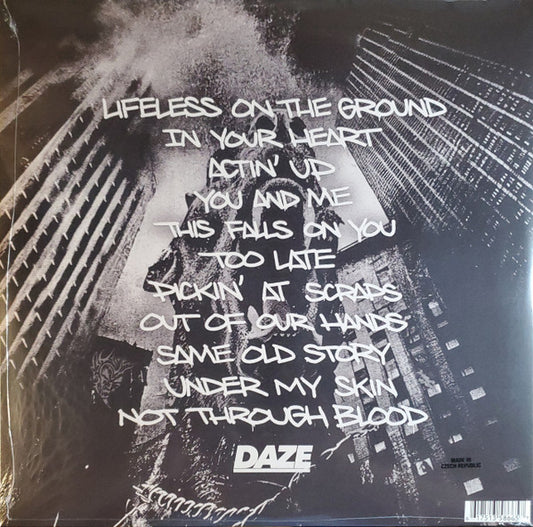 LIFELESS ON THE GROUND
IN YOUR HEART
ACTIN' UP
YOU AND ME
THIS FALLS ON YOU
TOO LATE
PICKIN' AT SCRAPS
OUT OF OUR HANDS
SAME OLD STORY
UNDER MY SKIN
NOT THROUGH BLOOD
DAZE
MADE IN
CZECH REPUBLIC